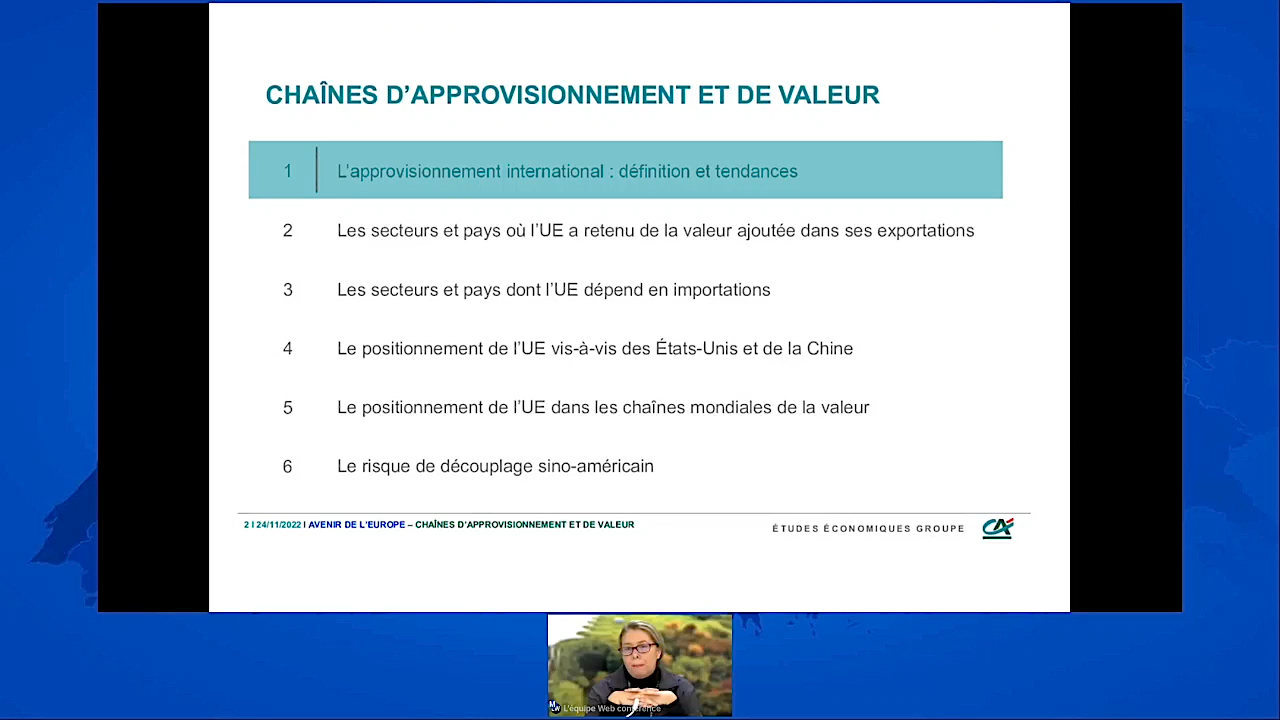 CHAÎNES D'APPROVISIONNEMENT ET DE VALEUR
1 L'approvisionnement international : définition et tendances
2 Les secteurs et pays où l'UE a retenu de la valeur ajoutée dans ses exportations
3 Les secteurs et pays dont l'UE dépend en importations
4 Le positionnement de l'UE vis-à-vis des États-Unis et de la Chine
5 Le positionnement de l'UE dans les chaînes mondiales de la valeur
6 Le risque de découplage sino-américain
2 I 24/11/2022 I AVENIR DE L'EUROPE – CHAÎNES D'APPROVISIONNEMENT ET DE VALEUR
ÉTUDES ÉCONOMIQUES GROUPE
CA
L'équipe Web conférence